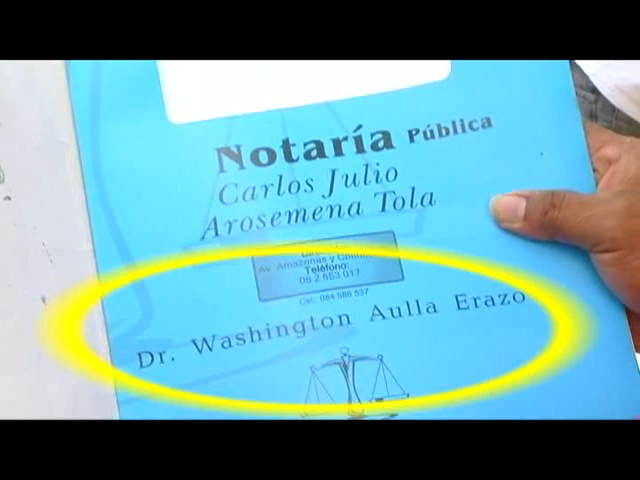 Notaría Pública
Carlos Julio
Arosemena Tola
Av. Amazonas y
Teléfono:
06 2 853 017
Cel.: 084 586 537
Dr. Washington Aulla Erazo